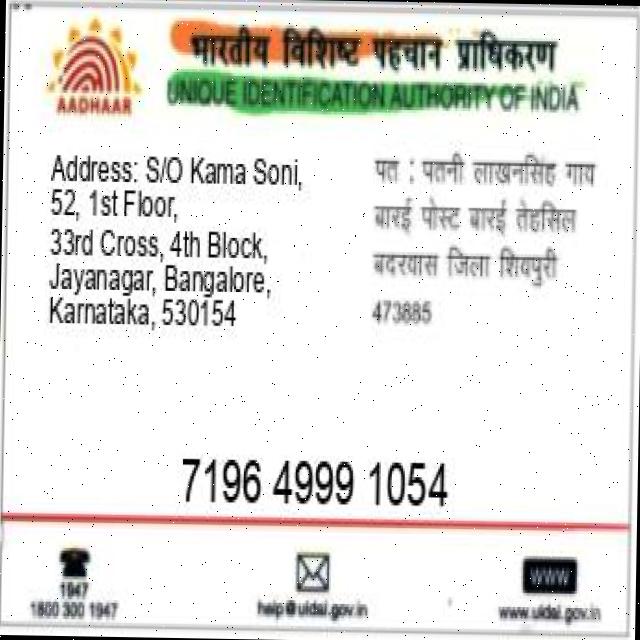 भारतीय विशिष्ट पहचान प्राधिकरण
UNIQUE IDENTIFICATION AUTHORITY OF INDIA
AADHAAR
Address: S/O Kama Soni,
52, 1st Floor,
33rd Cross, 4th Block,
Jayanagar, Bangalore,
Karnataka, 530154
पत : पतनी लाखनसिंह गाय
बारई पोस्ट बारई तेहसिल
बदरवास जिला शिवपुरी
473885
7196 4999 1054
1947
1800 300 1947
help@uidai.gov.in
www
www.uidai.gov.in